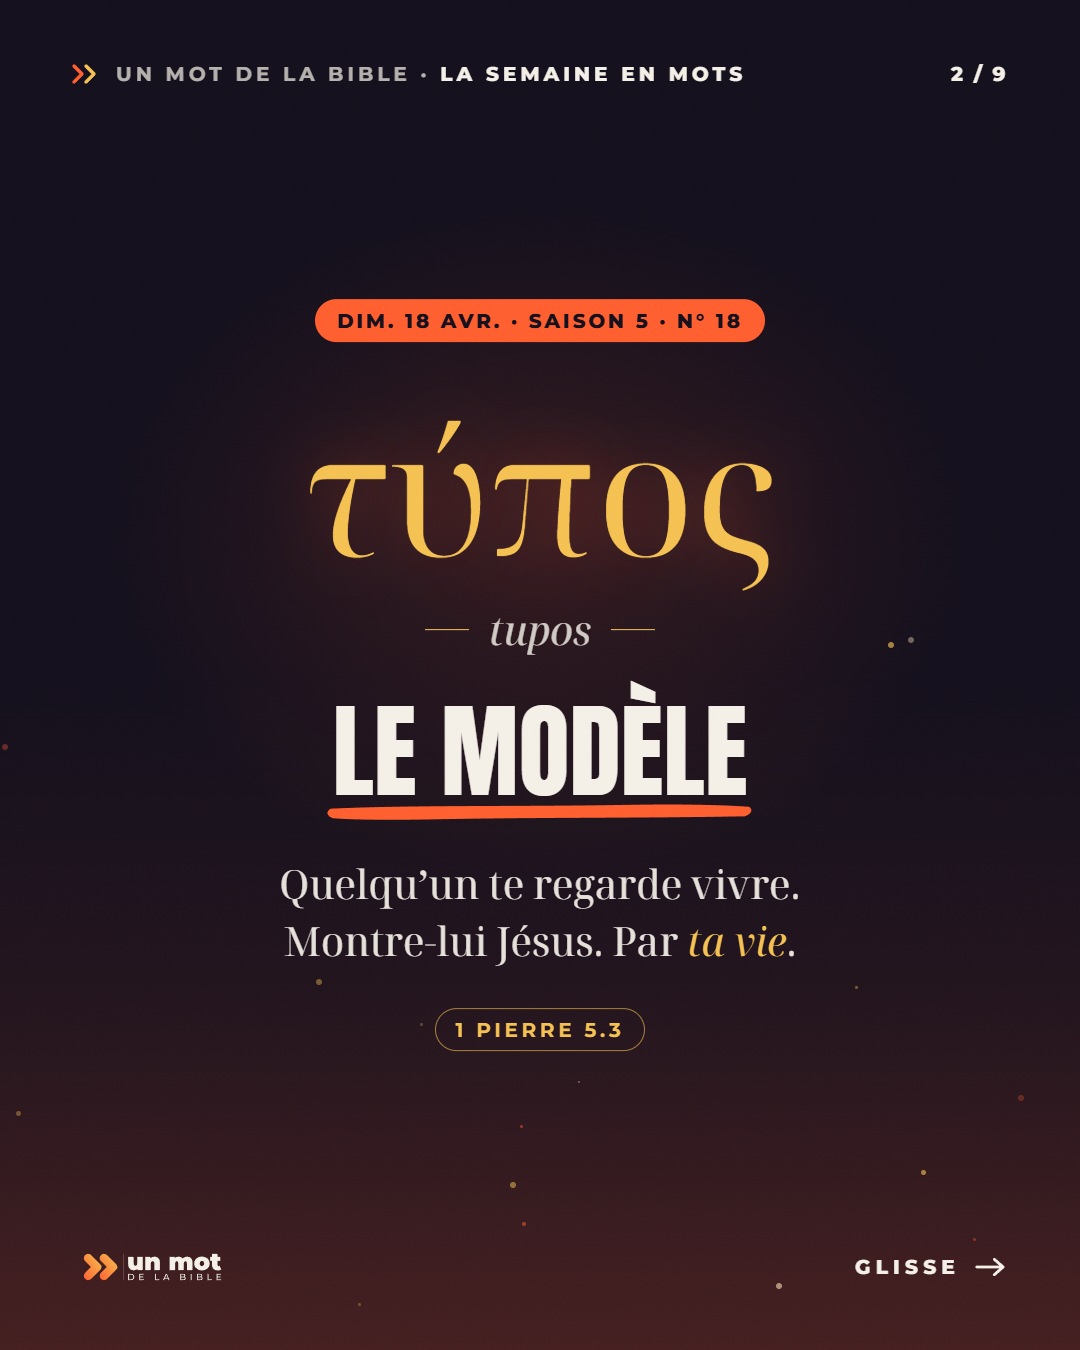 UN MOT DE LA BIBLE · LA SEMAINE EN MOTS
2 / 9
DIM. 18 AVR. · SAISON 5 · N° 18
τύπος
tupos
LE MODÈLE
Quelqu’un te regarde vivre.
Montre-lui Jésus. Par ta vie.
1 PIERRE 5.3
un mot
DE LA BIBLE
GLISSE →